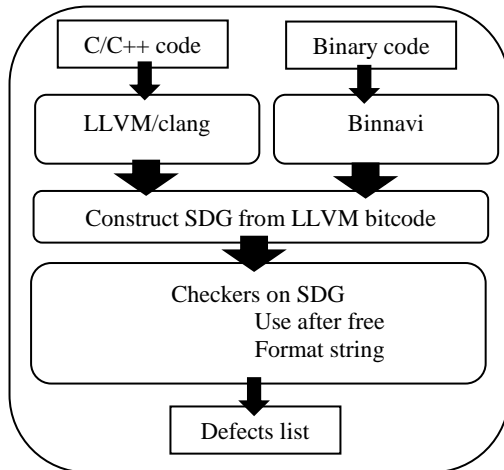 C/C++ code
Binary code
LLVM/clang
Binnavi
Construct SDG from LLVM bitcode
Checkers on SDG
Use after free
Format string
Defects list